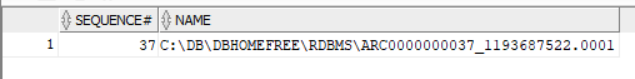 SEQUENCE# NAME
1 37 C:\DB\DBHOMEFREE\RDBMS\ARC0000000037_1193687522.0001